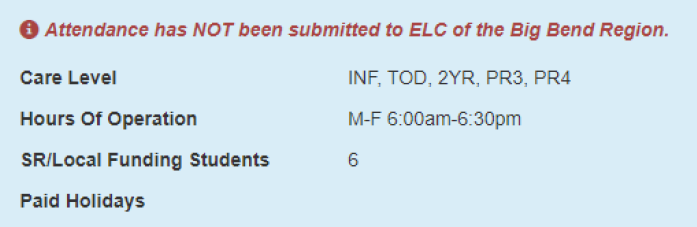 Attendance has NOT been submitted to ELC of the Big Bend Region.
Care Level INF, TOD, 2YR, PR3, PR4
Hours Of Operation M-F 6:00am-6:30pm
SR/Local Funding Students 6
Paid Holidays